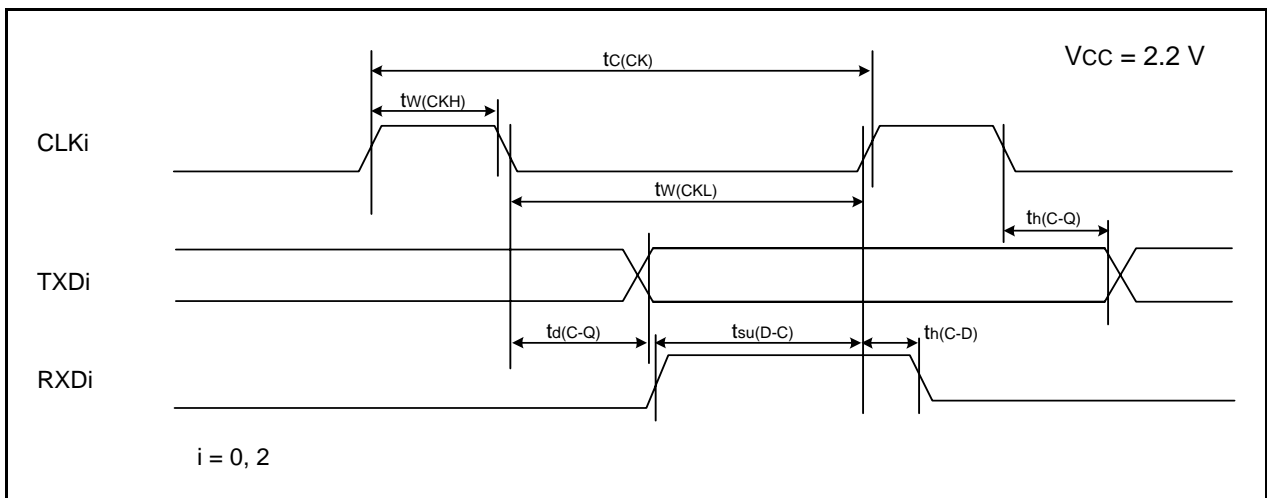 tC(CK)
VCC = 2.2 V
tW(CKH)
CLKi
tW(CKL)
th(C-Q)
TXDi
td(C-Q)
tsu(D-C)
th(C-D)
RXDi
i = 0, 2